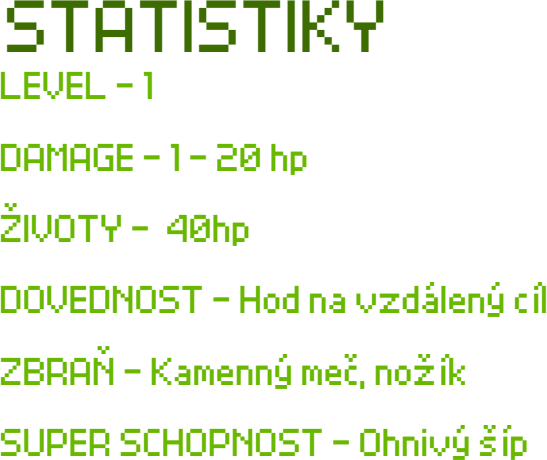 STATISTIKY
LEVEL - 1
DAMAGE - 1 - 20 hp
ŽIVOTY - 40hp
DOVEDNOST - Hod na vzdálený cíl
ZBRAŇ - Kamenný meč, nožík
SUPER SCHOPNOST - Ohnivý šíp